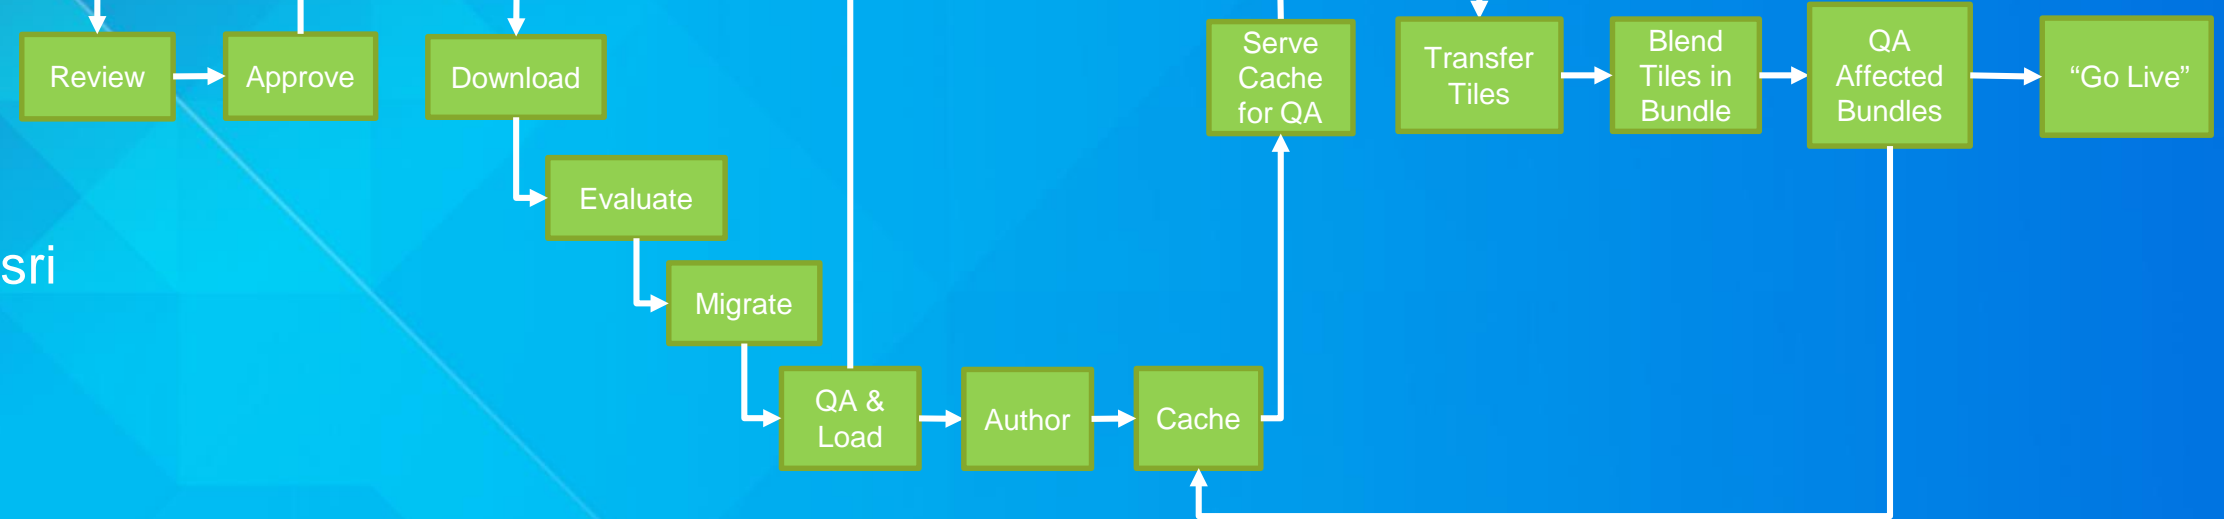 Review
Approve
Download
Evaluate
Migrate
QA &
Load
Author
Cache
Serve
Cache
for QA
Transfer
Tiles
Blend
Tiles in
Bundle
QA
Affected
Bundles
“Go Live”
sri